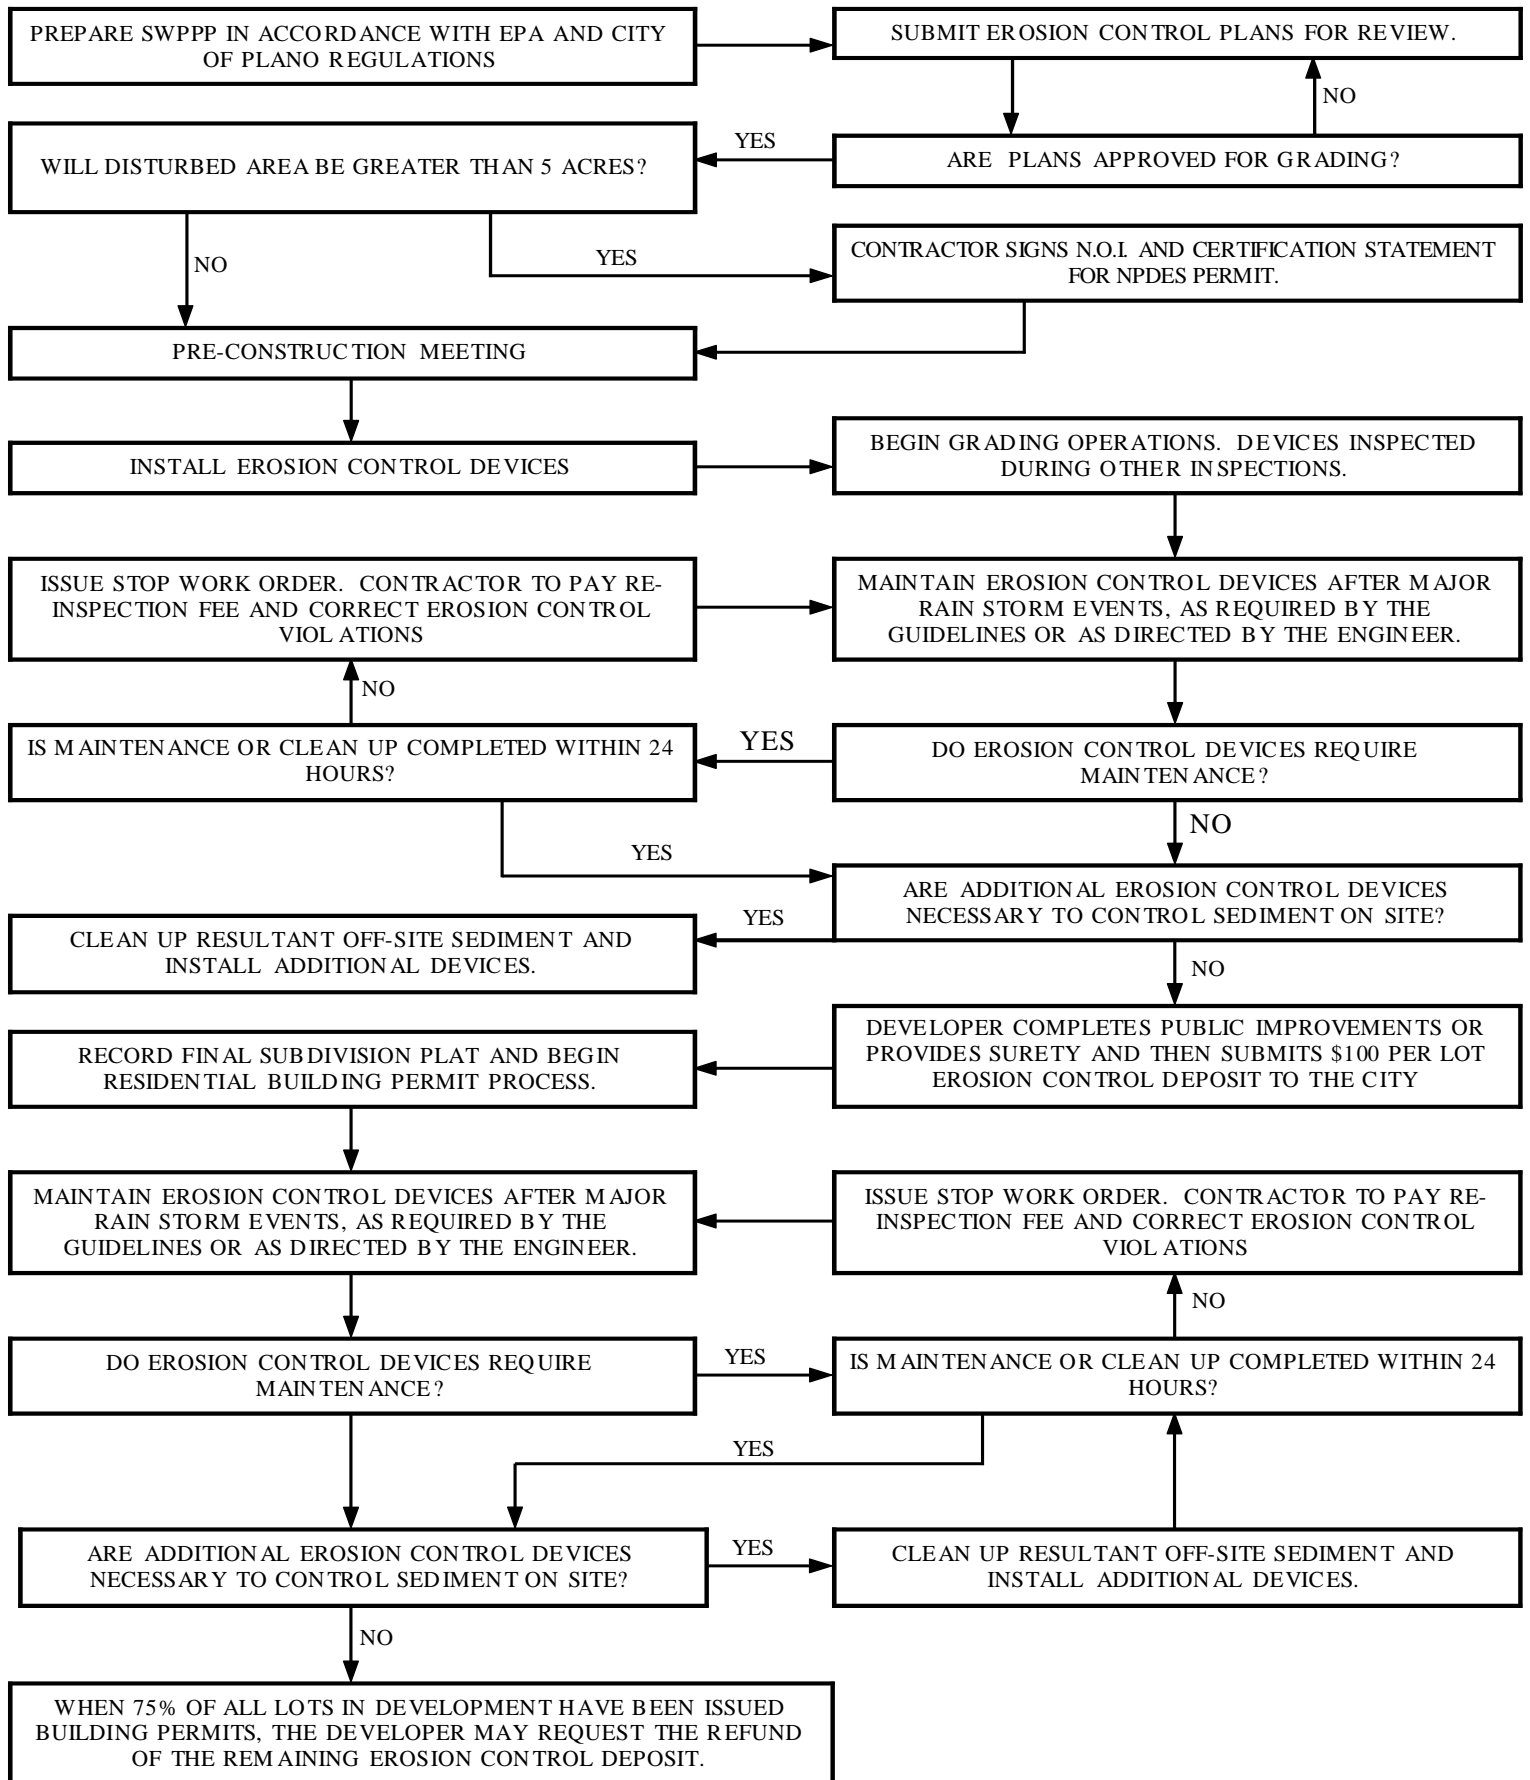 PREPARE SWPPP IN ACCORDANCE WITH EPA AND CITY
OF PLANO REGULATIONS
SUBMIT EROSION CONTROL PLANS FOR REVIEW.
NO
YES
WILL DISTURBED AREA BE GREATER THAN 5 ACRES?
ARE PLANS APPROVED FOR GRADING?
NO
YES
CONTRACTOR SIGNS N.O.I. AND CERTIFICATION STATEMENT
FOR NPDES PERMIT.
PRE-CONSTRUCTION MEETING
INSTALL EROSION CONTROL DEVICES
BEGIN GRADING OPERATIONS. DEVICES INSPECTED
DURING OTHER INSPECTIONS.
ISSUE STOP WORK ORDER. CONTRACTOR TO PAY RE-
INSPECTION FEE AND CORRECT EROSION CONTROL
VIOLATIONS
MAINTAIN EROSION CONTROL DEVICES AFTER MAJOR
RAIN STORM EVENTS, AS REQUIRED BY THE
GUIDELINES OR AS DIRECTED BY THE ENGINEER.
NO
IS MAINTENANCE OR CLEAN UP COMPLETED WITHIN 24
HOURS?
YES
DO EROSION CONTROL DEVICES REQUIRE
MAINTENANCE?
NO
YES
ARE ADDITIONAL EROSION CONTROL DEVICES
NECESSARY TO CONTROL SEDIMENT ON SITE?
YES
CLEAN UP RESULTANT OFF-SITE SEDIMENT AND
INSTALL ADDITIONAL DEVICES.
NO
DEVELOPER COMPLETES PUBLIC IMPROVEMENTS OR
PROVIDES SURETY AND THEN SUBMITS $100 PER LOT
EROSION CONTROL DEPOSIT TO THE CITY
RECORD FINAL SUBDIVISION PLAT AND BEGIN
RESIDENTIAL BUILDING PERMIT PROCESS.
MAINTAIN EROSION CONTROL DEVICES AFTER MAJOR
RAIN STORM EVENTS, AS REQUIRED BY THE
GUIDELINES OR AS DIRECTED BY THE ENGINEER.
ISSUE STOP WORK ORDER. CONTRACTOR TO PAY RE-
INSPECTION FEE AND CORRECT EROSION CONTROL
VIOLATIONS
NO
DO EROSION CONTROL DEVICES REQUIRE
MAINTENANCE?
YES
IS MAINTENANCE OR CLEAN UP COMPLETED WITHIN 24
HOURS?
YES
ARE ADDITIONAL EROSION CONTROL DEVICES
NECESSARY TO CONTROL SEDIMENT ON SITE?
YES
CLEAN UP RESULTANT OFF-SITE SEDIMENT AND
INSTALL ADDITIONAL DEVICES.
NO
WHEN 75% OF ALL LOTS IN DEVELOPMENT HAVE BEEN ISSUED
BUILDING PERMITS, THE DEVELOPER MAY REQUEST THE REFUND
OF THE REMAINING EROSION CONTROL DEPOSIT.